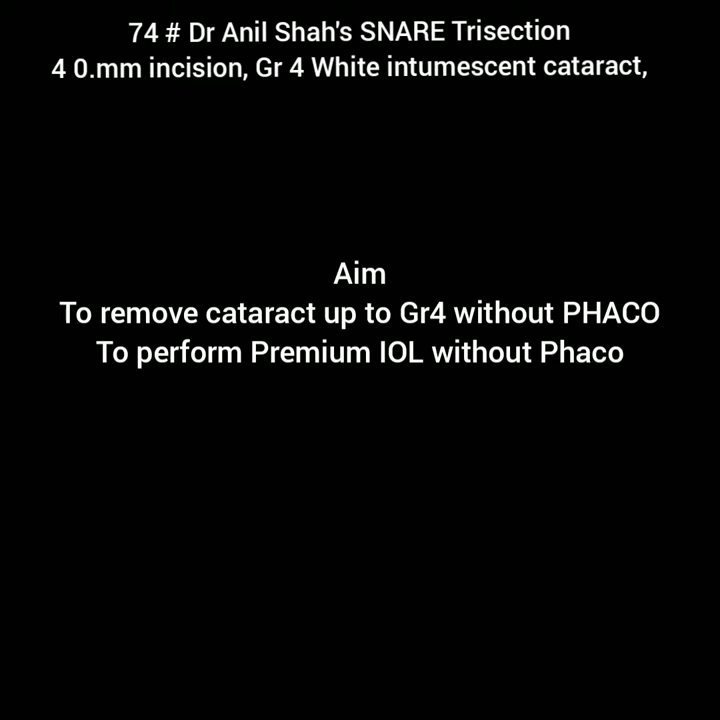 74 # Dr Anil Shah's SNARE Trisection
4 0.mm incision, Gr 4 White intumescent cataract,
Aim
To remove cataract up to Gr4 without PHACO
To perform Premium IOL without Phaco